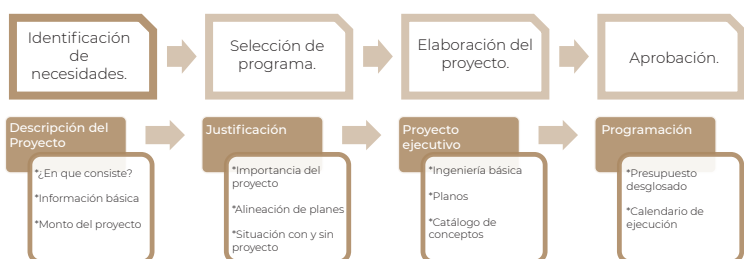 Identificación
de
necesidades.
Selección de
programa.
Elaboración del
proyecto.
Aprobación.
Descripción del
Proyecto
*¿En que consiste?
*Información básica
*Monto del proyecto
Justificación
*Importancia del
proyecto
*Alineación de planes
*Situación con y sin
proyecto
Proyecto
ejecutivo
*Ingeniería básica
*Planos
*Catálogo de
conceptos
Programación
*Presupuesto
desglosado
*Calendario de
ejecución